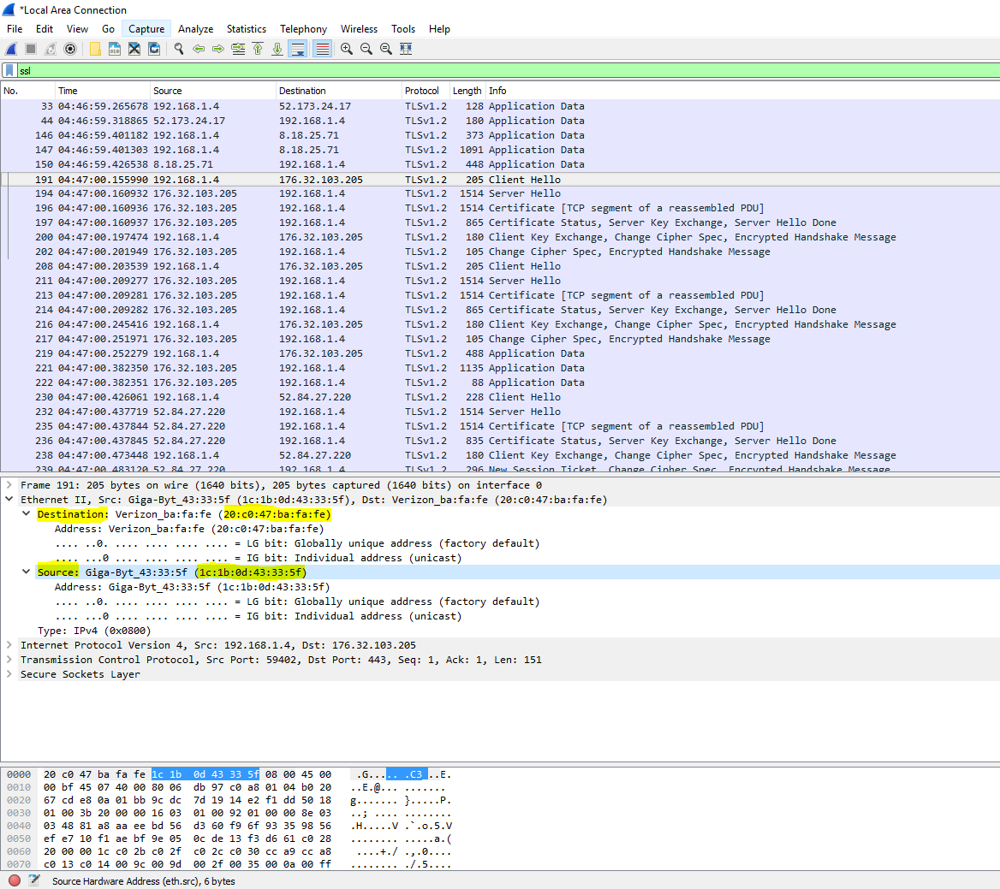 *Local Area Connection
File Edit View Go Capture Analyze Statistics Telephony Wireless Tools Help
ssl
No. Time Source Destination Protocol Length Info
33 04:46:59.265678 192.168.1.4 52.173.24.17 TLSv1.2 128 Application Data
44 04:46:59.318865 52.173.24.17 192.168.1.4 TLSv1.2 180 Application Data
146 04:46:59.401182 192.168.1.4 8.18.25.71 TLSv1.2 373 Application Data
147 04:46:59.401303 192.168.1.4 8.18.25.71 TLSv1.2 1091 Application Data
150 04:46:59.426538 8.18.25.71 192.168.1.4 TLSv1.2 448 Application Data
191 04:47:00.155990 192.168.1.4 176.32.103.205 TLSv1.2 205 Client Hello
194 04:47:00.160932 176.32.103.205 192.168.1.4 TLSv1.2 1514 Server Hello
196 04:47:00.160936 176.32.103.205 192.168.1.4 TLSv1.2 1514 Certificate [TCP segment of a reassembled PDU]
197 04:47:00.160937 176.32.103.205 192.168.1.4 TLSv1.2 865 Certificate Status, Server Key Exchange, Server Hello Done
200 04:47:00.197474 192.168.1.4 176.32.103.205 TLSv1.2 180 Client Key Exchange, Change Cipher Spec, Encrypted Handshake Message
202 04:47:00.201949 176.32.103.205 192.168.1.4 TLSv1.2 105 Change Cipher Spec, Encrypted Handshake Message
208 04:47:00.203539 192.168.1.4 176.32.103.205 TLSv1.2 205 Client Hello
211 04:47:00.209277 176.32.103.205 192.168.1.4 TLSv1.2 1514 Server Hello
213 04:47:00.209281 176.32.103.205 192.168.1.4 TLSv1.2 1514 Certificate [TCP segment of a reassembled PDU]
214 04:47:00.209282 176.32.103.205 192.168.1.4 TLSv1.2 865 Certificate Status, Server Key Exchange, Server Hello Done
216 04:47:00.245416 192.168.1.4 176.32.103.205 TLSv1.2 180 Client Key Exchange, Change Cipher Spec, Encrypted Handshake Message
217 04:47:00.251971 176.32.103.205 192.168.1.4 TLSv1.2 105 Change Cipher Spec, Encrypted Handshake Message
219 04:47:00.252279 192.168.1.4 176.32.103.205 TLSv1.2 488 Application Data
221 04:47:00.382350 176.32.103.205 192.168.1.4 TLSv1.2 1135 Application Data
222 04:47:00.382351 176.32.103.205 192.168.1.4 TLSv1.2 88 Application Data
230 04:47:00.426061 192.168.1.4 52.84.27.220 TLSv1.2 228 Client Hello
232 04:47:00.437719 52.84.27.220 192.168.1.4 TLSv1.2 1514 Server Hello
235 04:47:00.437844 52.84.27.220 192.168.1.4 TLSv1.2 1514 Certificate [TCP segment of a reassembled PDU]
236 04:47:00.437845 52.84.27.220 192.168.1.4 TLSv1.2 835 Certificate Status, Server Key Exchange, Server Hello Done
238 04:47:00.473448 192.168.1.4 52.84.27.220 TLSv1.2 180 Client Key Exchange, Change Cipher Spec, Encrypted Handshake Message
239 04:47:00.483120 52.84.27.220 192.168.1.4 TLSv1.2 296 New Session Ticket, Change Cipher Spec, Encrypted Handshake Message
Frame 191: 205 bytes on wire (1640 bits), 205 bytes captured (1640 bits) on interface 0
Ethernet II, Src: Giga-Byt_43:33:5f (1c:1b:0d:43:33:5f), Dst: Verizon_ba:fa:fe (20:c0:47:ba:fa:fe)
Destination: Verizon_ba:fa:fe (20:c0:47:ba:fa:fe)
Address: Verizon_ba:fa:fe (20:c0:47:ba:fa:fe)
.... ..0. .... .... .... .... = LG bit: Globally unique address (factory default)
.... ...0 .... .... .... .... = IG bit: Individual address (unicast)
Source: Giga-Byt_43:33:5f (1c:1b:0d:43:33:5f)
Address: Giga-Byt_43:33:5f (1c:1b:0d:43:33:5f)
.... ..0. .... .... .... .... = LG bit: Globally unique address (factory default)
.... ...0 .... .... .... .... = IG bit: Individual address (unicast)
Type: IPv4 (0x0800)
Internet Protocol Version 4, Src: 192.168.1.4, Dst: 176.32.103.205
Transmission Control Protocol, Src Port: 59402, Dst Port: 443, Seq: 1, Ack: 1, Len: 151
Secure Sockets Layer
0000 20 c0 47 ba fa fe 1c 1b 0d 43 33 5f 08 00 45 00 .G..... .C3_..E.
0010 00 bf 45 07 40 00 80 06 db 97 c0 a8 01 04 b0 20 ..E.@... .......
0020 67 cd e8 0a 01 bb 9c dc 7d 19 14 e2 f1 dd 50 18 g....... }.....P.
0030 01 00 3b 20 00 00 16 03 01 00 92 01 00 00 8e 03 ..; .... ........
0040 03 48 81 a8 aa ee bd 56 d3 60 f9 6f 93 35 98 56 .H.....V .`.o.5.V
0050 ef e7 10 f1 ae bf 9e 05 0c de 13 f3 d6 61 c0 28 ........ .....a.(
0060 20 00 00 1c c0 2b c0 2f c0 2c c0 30 cc a9 cc a8 ....+./ .,.0....
0070 c0 13 c0 14 00 9c 00 9d 00 2f 00 35 00 0a 00 ff ........ ./.5....
Source Hardware Address (eth.src), 6 bytes